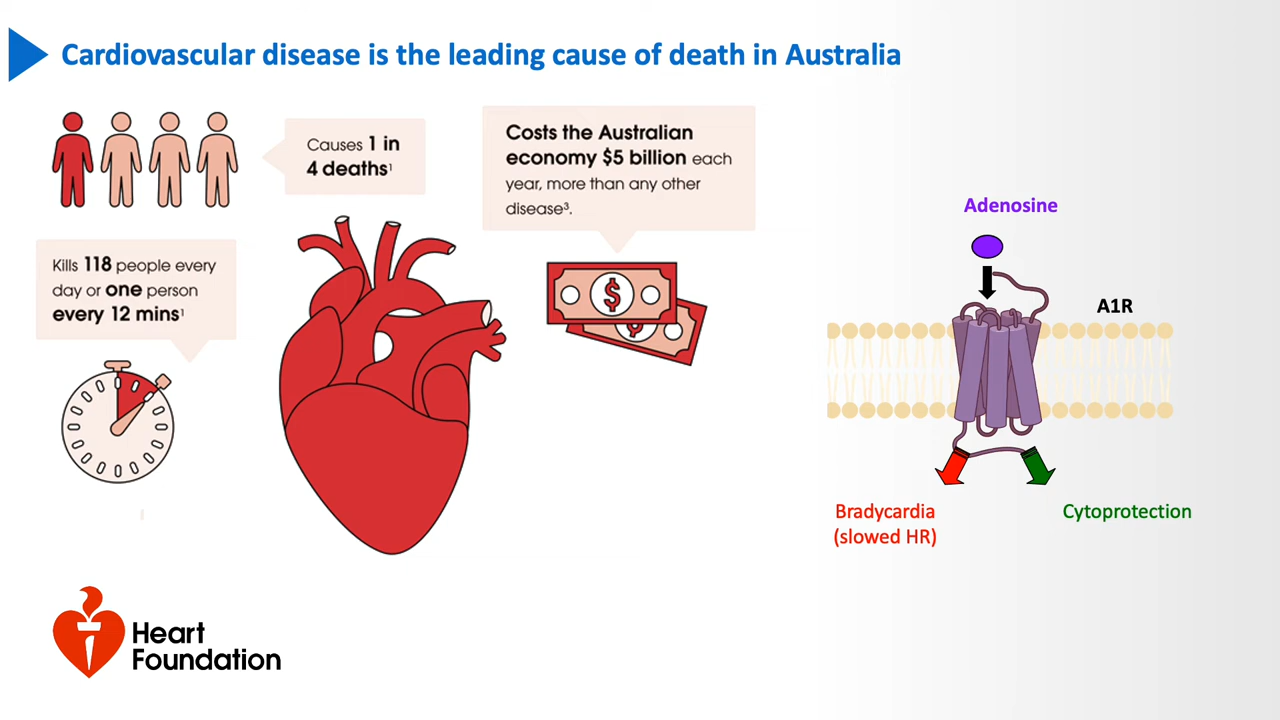 Cardiovascular disease is the leading cause of death in Australia
Causes 1 in
4 deaths¹
Costs the Australian
economy $5 billion each
year, more than any other
disease³.
Kills 118 people every
day or one person
every 12 mins¹
$
Adenosine
A1R
Bradycardia
(slowed HR)
Cytoprotection
Heart
Foundation